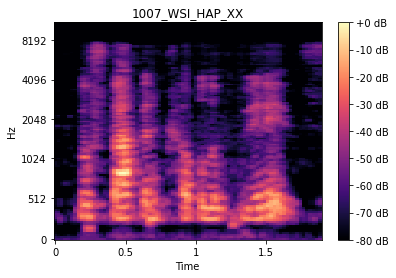 1007_WSI_HAP_XX
+0 dB
8192
-10 dB
4096
-20 dB
-30 dB
2048
-40 dB
Hz
1024
-50 dB
512
-60 dB
-70 dB
0
-80 dB
0
0.5
1
1.5
Time